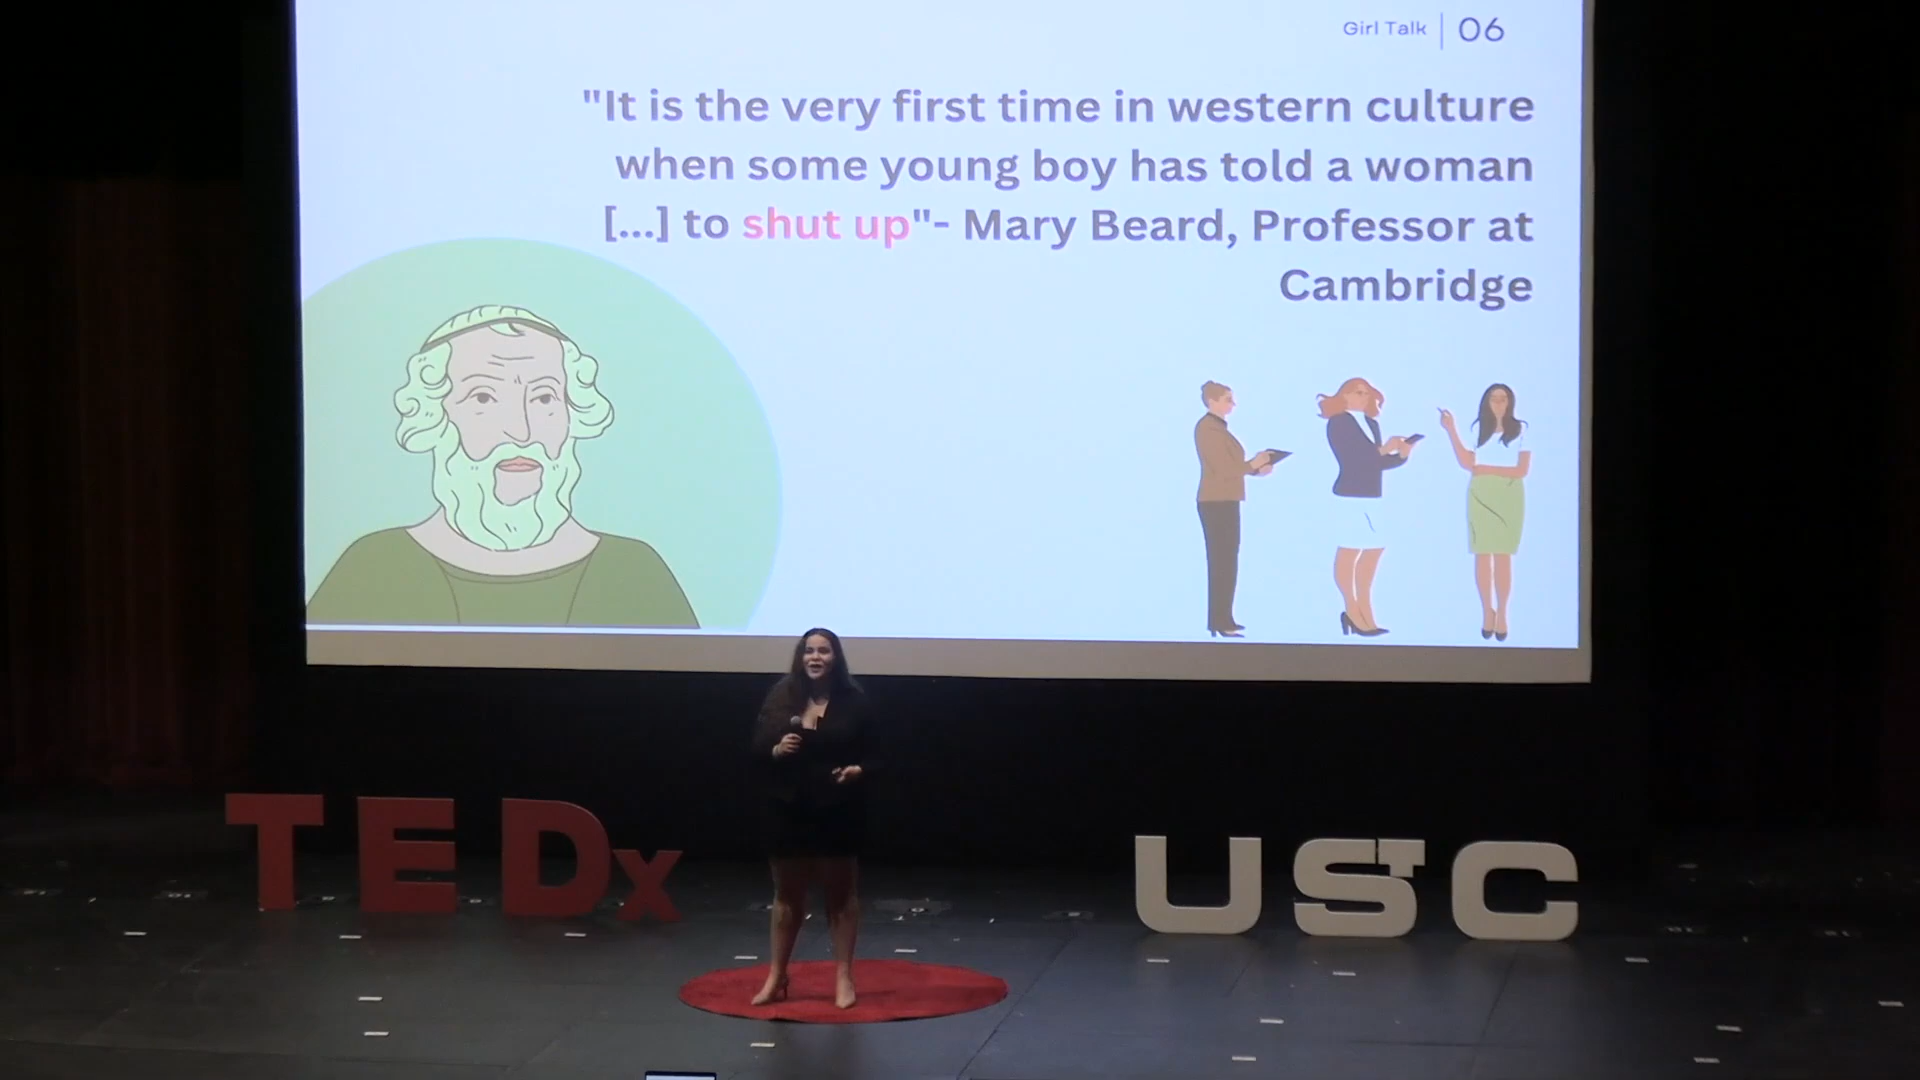 Girl Talk | 06
"It is the very first time in western culture
when some young boy has told a woman
[...] to shut up"- Mary Beard, Professor at
Cambridge
TEDx
USC